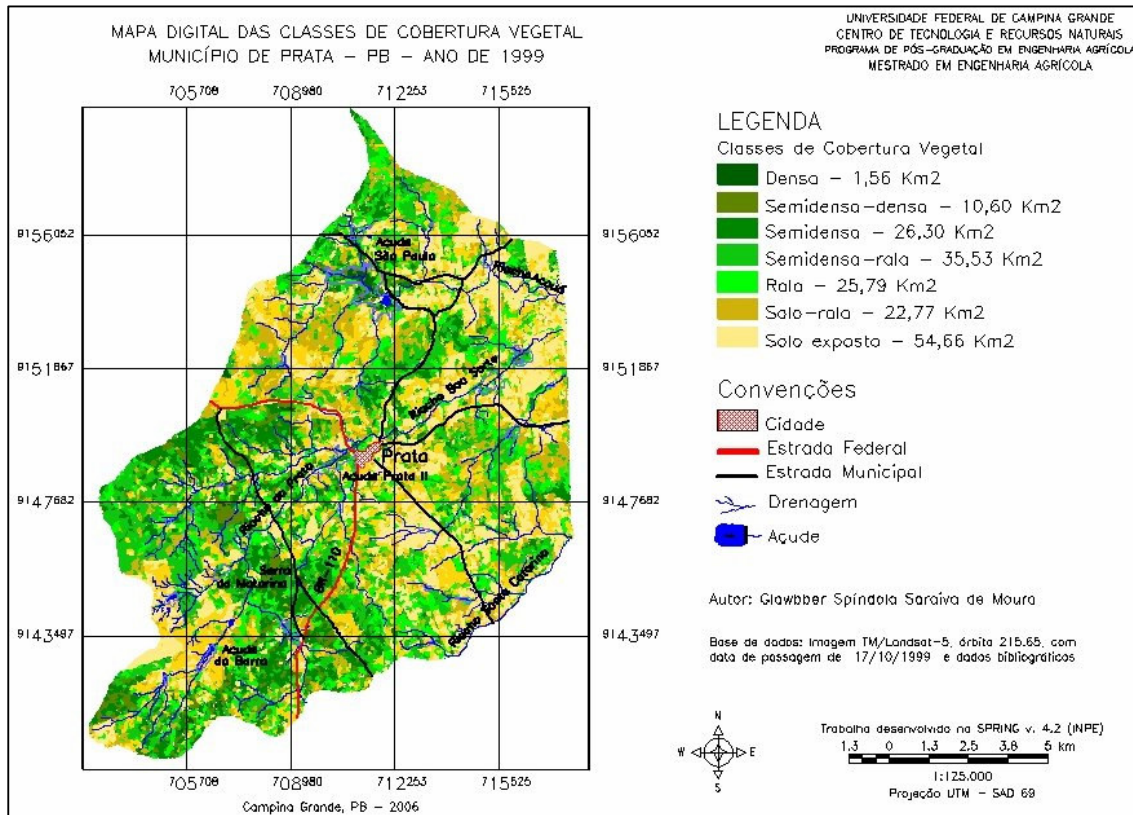 MAPA DIGITAL DAS CLASSES DE COBERTURA VEGETAL
MUNICÍPIO DE PRATA - PB - ANO DE 1999
UNIVERSIDADE FEDERAL DE CAMPINA GRANDE
CENTRO DE TECNOLOGIA E RECURSOS NATURAIS
PROGRAMA DE PÓS-GRADUAÇÃO EM ENGENHARIA AGRÍCOLA
MESTRADO EM ENGENHARIA AGRÍCOLA
705708 708980 712253 715525
9156052 9156052
9151867 9151867
9147682 9147682
9143497 9143497
705708 708980 712253 715525
Açude
São Paulo
Riacho Acauã
Riacho Boa Sorte
Prata
Açude Prata II
Riacho da Prata
Serra
da Matarina
BR-110
Riacho Santa Catarina
Açude
da Barra
Campina Grande, PB - 2006
LEGENDA
Classes de Cobertura Vegetal
Densa - 1,56 Km2
Semidensa-densa - 10,60 Km2
Semidensa - 26,30 Km2
Semidensa-rala - 35,53 Km2
Rala - 25,79 Km2
Solo-rala - 22,77 Km2
Solo exposto - 54,66 Km2
Convenções
Cidade
Estrada Federal
Estrada Municipal
Drenagem
Açude
Autor: Glawbber Spíndola Saraiva de Moura
Base de dados: Imagem TM/Landsat-5, órbita 215.65, com
data de passagem de 17/10/1999 e dados bibliográficos
N
W E
S
Trabalho desenvolvido no SPRING v. 4.2 (INPE)
1.3 0 1.3 2.5 3.8 5 km
1:125.000
Projeção UTM - SAD 69